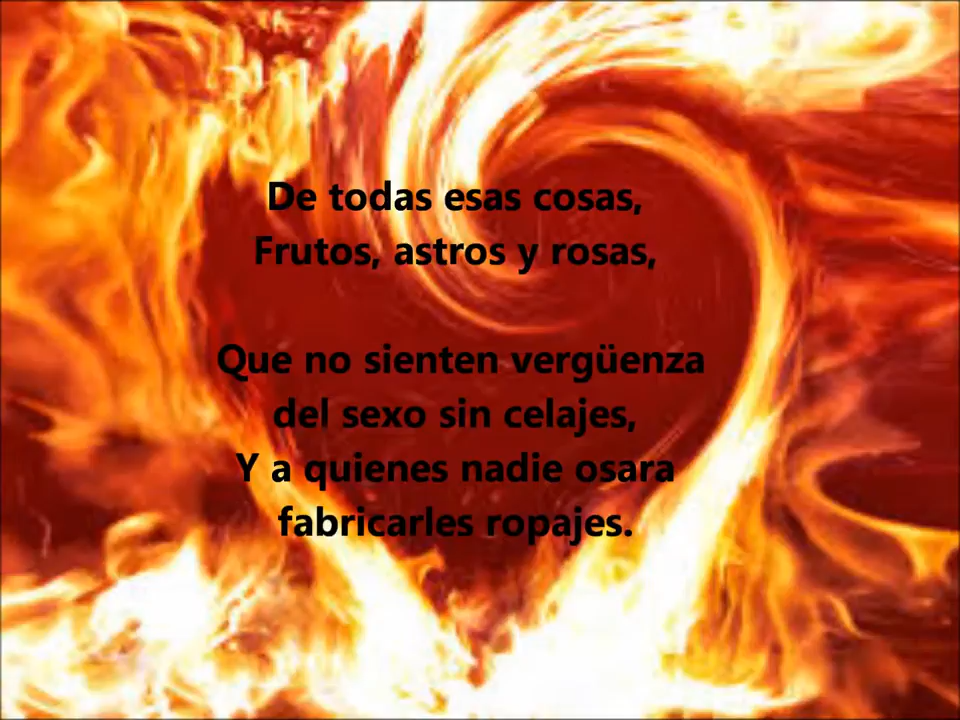 De todas esas cosas,
Frutos, astros y rosas,
Que no sienten vergüenza
del sexo sin celajes,
Y a quienes nadie osara
fabricarles ropajes.